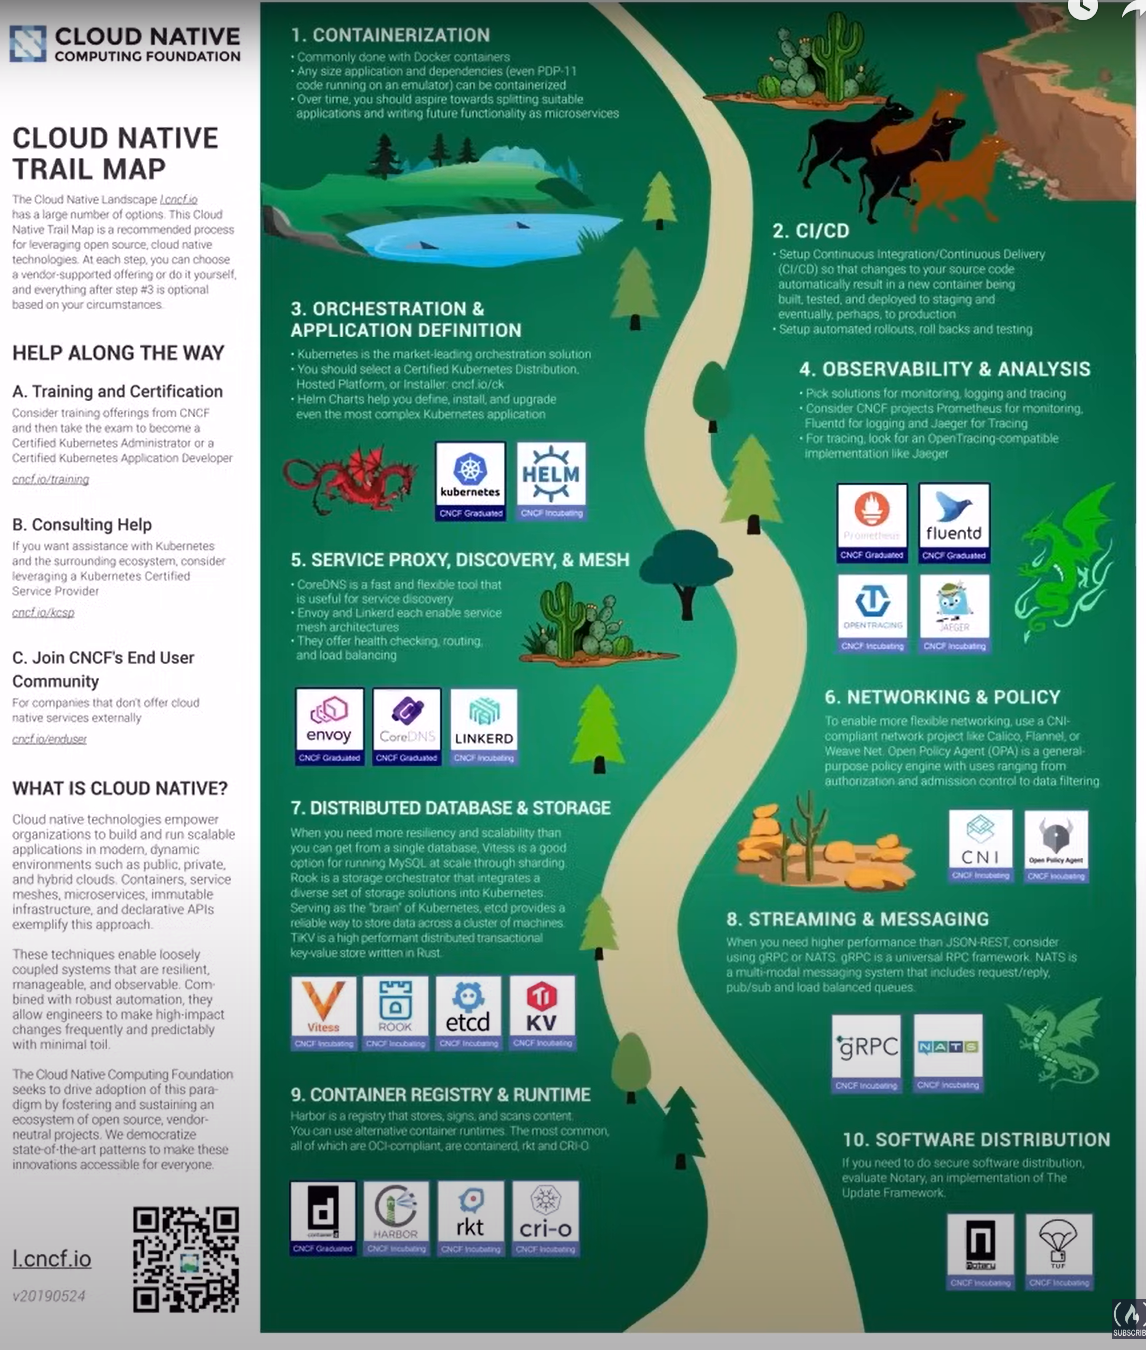 CLOUD NATIVE
COMPUTING FOUNDATION
CLOUD NATIVE
TRAIL MAP
The Cloud Native Landscape l.cncf.io
has a large number of options. This Cloud
Native Trail Map is a recommended process
for leveraging open source, cloud native
technologies. At each step, you can choose
a vendor-supported offering or do it yourself,
and everything after step #3 is optional
based on your circumstances.
HELP ALONG THE WAY
A. Training and Certification
Consider training offerings from CNCF
and then take the exam to become a
Certified Kubernetes Administrator or a
Certified Kubernetes Application Developer
cncf.io/training
B. Consulting Help
If you want assistance with Kubernetes
and the surrounding ecosystem, consider
leveraging a Kubernetes Certified
Service Provider
cncf.io/kcsp
C. Join CNCF's End User
Community
For companies that don't offer cloud
native services externally
cncf.io/enduser
WHAT IS CLOUD NATIVE?
Cloud native technologies empower
organizations to build and run scalable
applications in modern, dynamic
environments such as public, private,
and hybrid clouds. Containers, service
meshes, microservices, immutable
infrastructure, and declarative APIs
exemplify this approach.
These techniques enable loosely
coupled systems that are resilient,
manageable, and observable. Com-
bined with robust automation, they
allow engineers to make high-impact
changes frequently and predictably
with minimal toil.
The Cloud Native Computing Foundation
seeks to drive adoption of this para-
digm by fostering and sustaining an
ecosystem of open source, vendor-
neutral projects. We democratize
state-of-the-art patterns to make these
innovations accessible for everyone.
l.cncf.io
v20190524
1. CONTAINERIZATION
• Commonly done with Docker containers
• Any size application and dependencies (even PDP-11
code running on an emulator) can be containerized
• Over time, you should aspire towards splitting suitable
applications and writing future functionality as microservices
2. CI/CD
• Setup Continuous Integration/Continuous Delivery
(CI/CD) so that changes to your source code
automatically result in a new container being
built, tested, and deployed to staging and
eventually, perhaps, to production
• Setup automated rollouts, roll backs and testing
3. ORCHESTRATION &
APPLICATION DEFINITION
• Kubernetes is the market-leading orchestration solution
• You should select a Certified Kubernetes Distribution,
Hosted Platform, or Installer: cncf.io/ck
• Helm Charts help you define, install, and upgrade
even the most complex Kubernetes application
kubernetes
CNCF Graduated
HELM
CNCF Incubating
4. OBSERVABILITY & ANALYSIS
• Pick solutions for monitoring, logging and tracing
• Consider CNCF projects Prometheus for monitoring,
Fluentd for logging and Jaeger for Tracing
• For tracing, look for an OpenTracing-compatible
implementation like Jaeger
Prometheus
CNCF Graduated
fluentd
CNCF Graduated
OPENTRACING
CNCF Incubating
JAEGER
CNCF Incubating
5. SERVICE PROXY, DISCOVERY, & MESH
• CoreDNS is a fast and flexible tool that
is useful for service discovery
• Envoy and Linkerd each enable service
mesh architectures
• They offer health checking, routing,
and load balancing
envoy
CNCF Graduated
CoreDNS
CNCF Graduated
LINKERD
CNCF Incubating
6. NETWORKING & POLICY
To enable more flexible networking, use a CNI-
compliant network project like Calico, Flannel, or
Weave Net. Open Policy Agent (OPA) is a general-
purpose policy engine with uses ranging from
authorization and admission control to data filtering.
CNI
CNCF Incubating
Open Policy Agent
CNCF Incubating
7. DISTRIBUTED DATABASE & STORAGE
When you need more resiliency and scalability than
you can get from a single database, Vitess is a good
option for running MySQL at scale through sharding.
Rook is a storage orchestrator that integrates a
diverse set of storage solutions into Kubernetes.
Serving as the "brain" of Kubernetes, etcd provides a
reliable way to store data across a cluster of machines.
TiKV is a high performant distributed transactional
key-value store written in Rust.
Vitess
CNCF Incubating
ROOK
CNCF Incubating
etcd
CNCF Incubating
TI
KV
CNCF Incubating
8. STREAMING & MESSAGING
When you need higher performance than JSON-REST, consider
using gRPC or NATS. gRPC is a universal RPC framework. NATS is
a multi-modal messaging system that includes request/reply,
pub/sub and load balanced queues.
gRPC
CNCF Incubating
NATS
CNCF Incubating
9. CONTAINER REGISTRY & RUNTIME
Harbor is a registry that stores, signs, and scans content.
You can use alternative container runtimes. The most common,
all of which are OCI-compliant, are containerd, rkt and CRI-O
containerd
CNCF Graduated
HARBOR
CNCF Incubating
rkt
CNCF Incubating
cri-o
CNCF Incubating
10. SOFTWARE DISTRIBUTION
If you need to do secure software distribution,
evaluate Notary, an implementation of The
Update Framework.
Notary
CNCF Incubating
TUF
CNCF Incubating